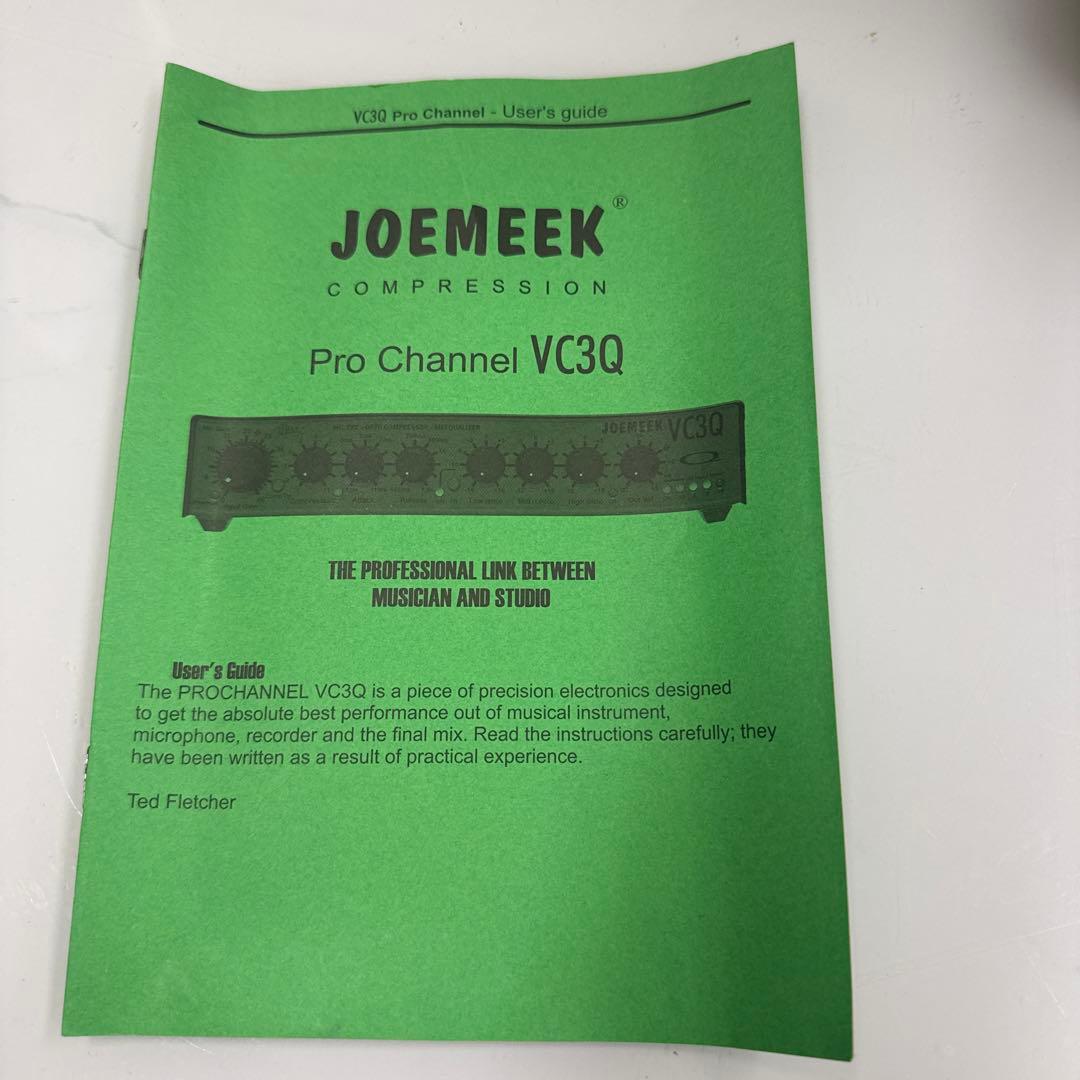 VC3Q Pro Channel - User's guide
JOEMEEK®
COMPRESSION
Pro Channel VC3Q
JOEMEEK VC3Q
THE PROFESSIONAL LINK BETWEEN
MUSICIAN AND STUDIO
User's Guide
The PROCHANNEL VC3Q is a piece of precision electronics designed
to get the absolute best performance out of musical instrument,
microphone, recorder and the final mix. Read the instructions carefully; they
have been written as a result of practical experience.
Ted Fletcher